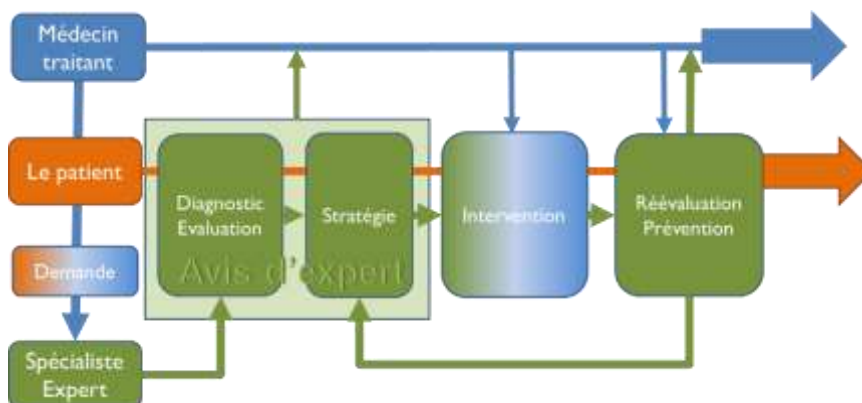 Médecin
traitant
Le patient
Demande
Spécialiste
Expert
Diagnostic
Evaluation
Stratégie
Avis d'expert
Intervention
Réévaluation
Prévention